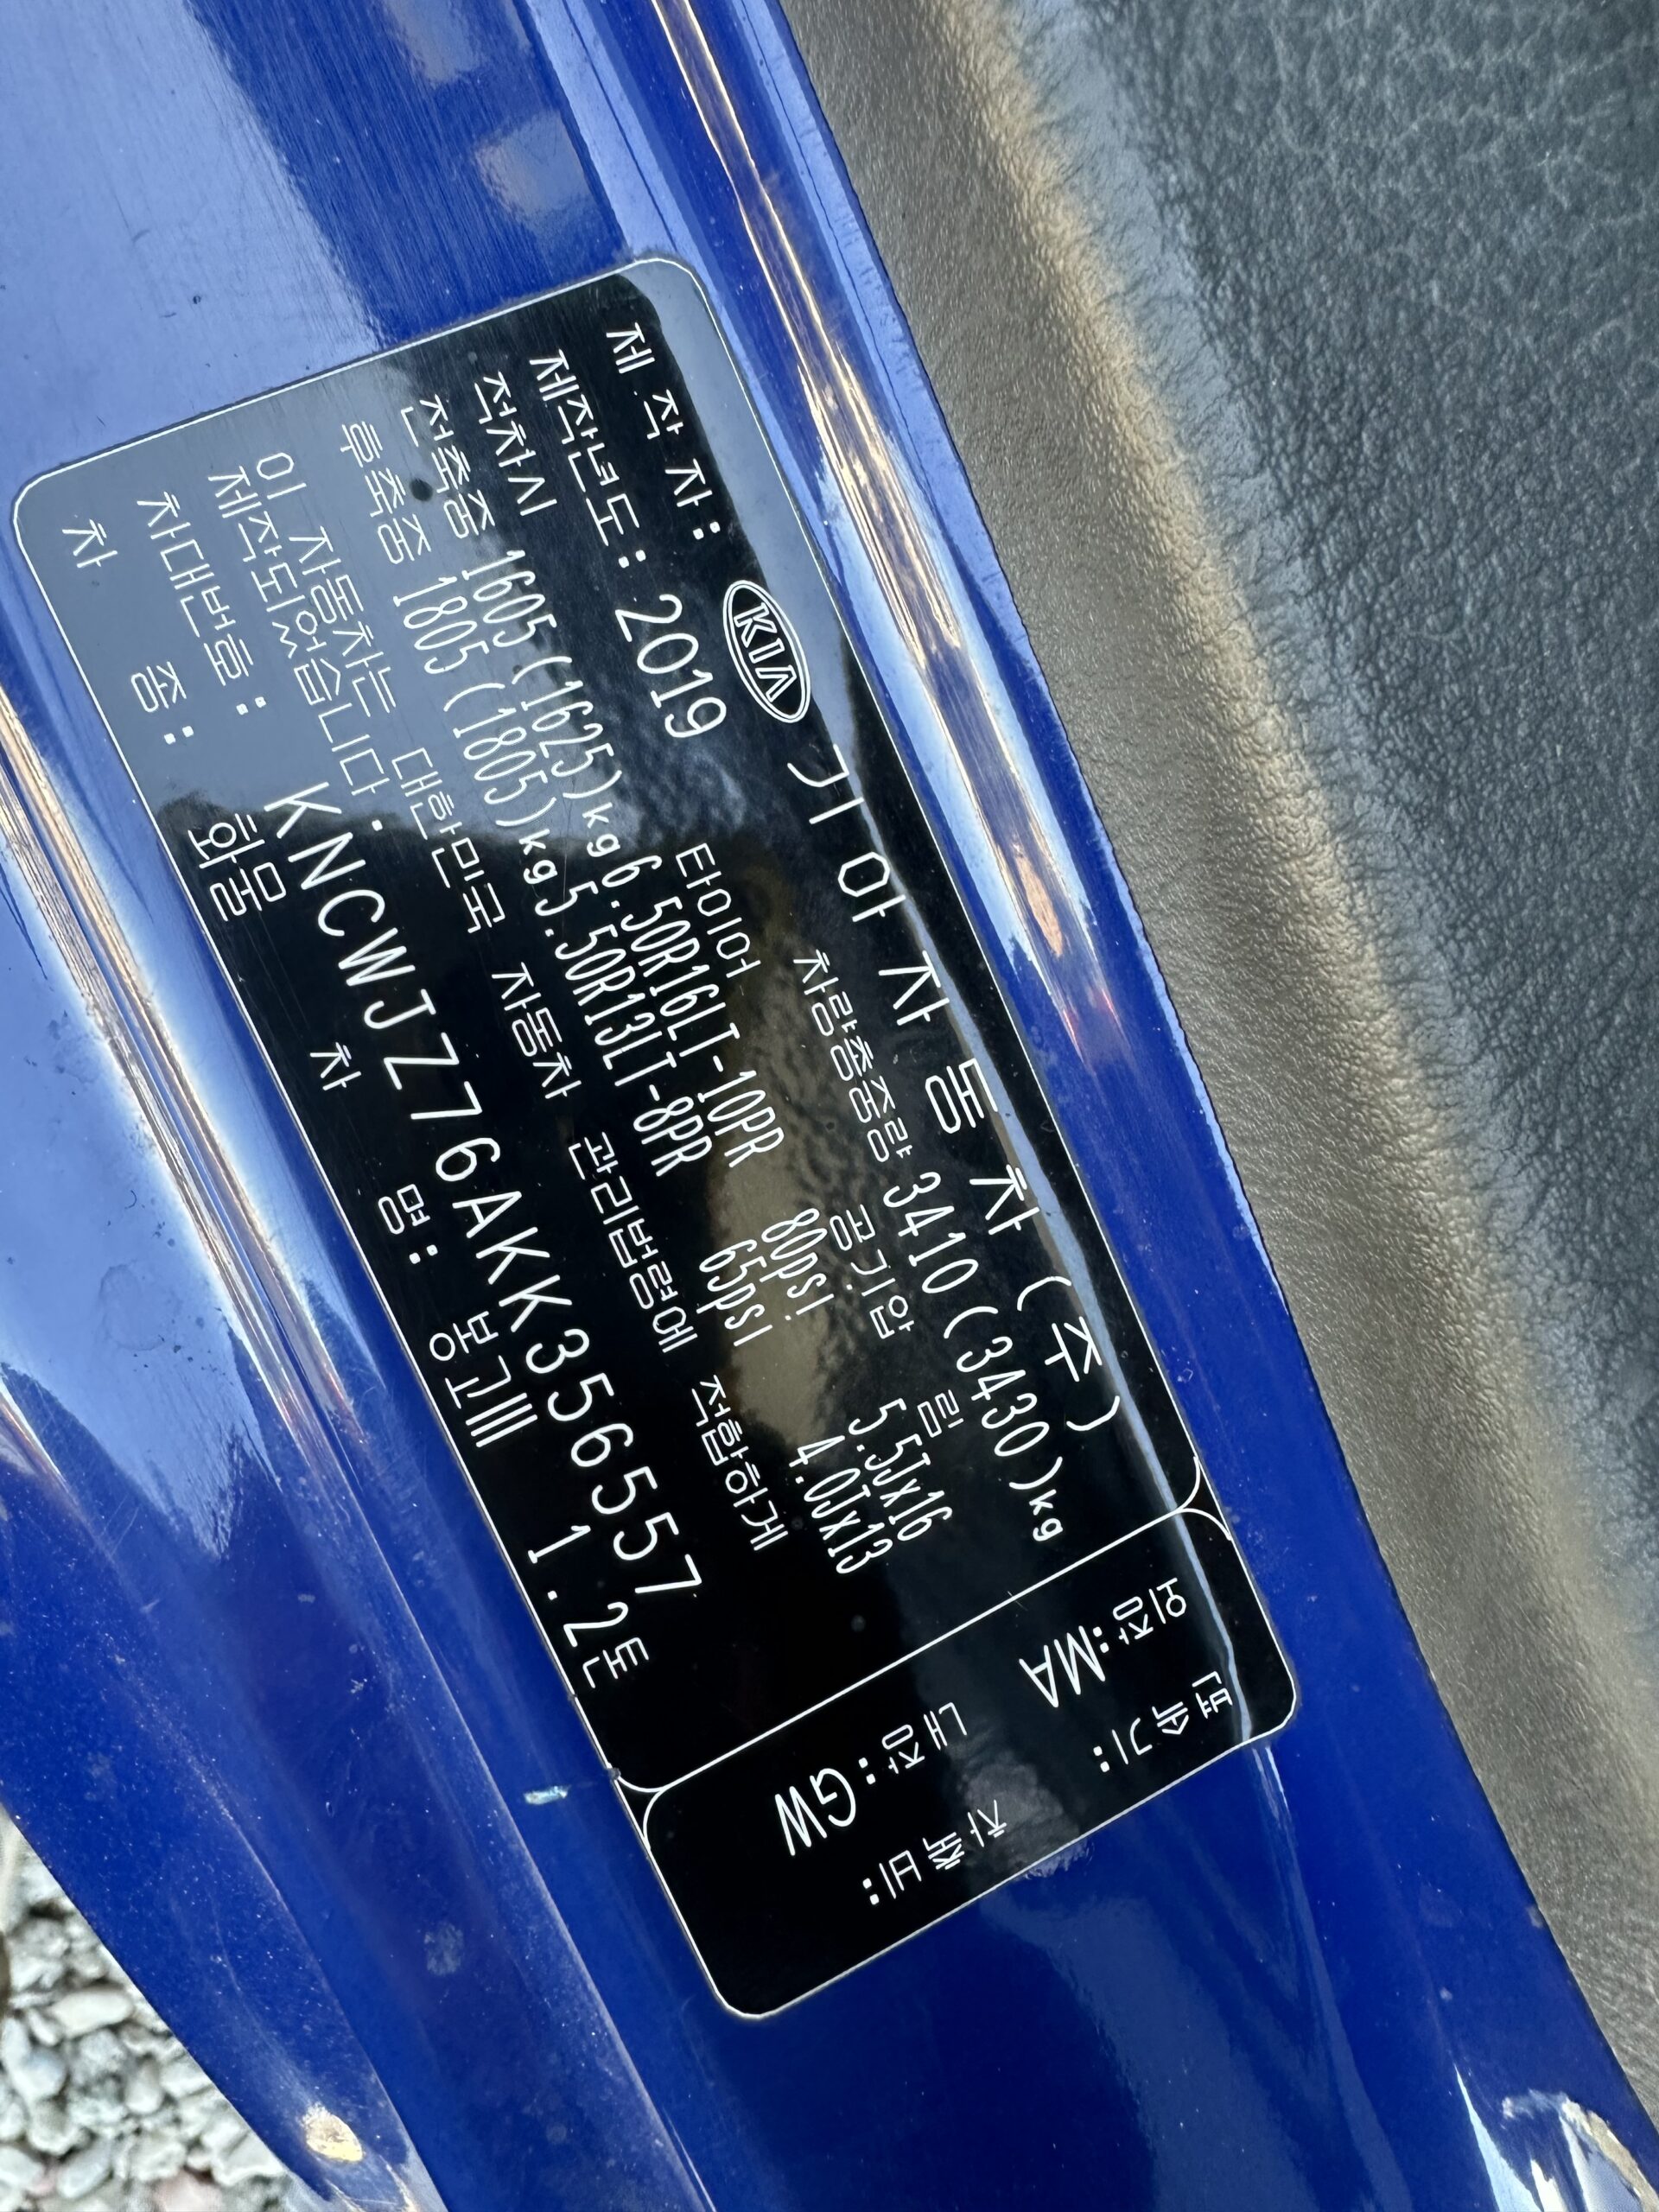 제 작 자: KIA 기 아 자 동 차 (주)
제작년도: 2019 차량총중량 3410(3430)kg
적차시 타이어 공기압 림
전축중 1605(1625)kg 6.50R16LT-10PR 80psi 5.5Jx16
후축중 1805(1805)kg 5.50R13LT-8PR 65psi 4.0Jx13
이 자동차는 대한민국 자동차 관리법령에 적합하게
제작되었습니다.
차대번호: KNCWJZ76AKK356557
차 종: 화물 차 명: 봉고Ⅲ 1.2톤
외장:MA 변속기:
내장:GW 차축비: